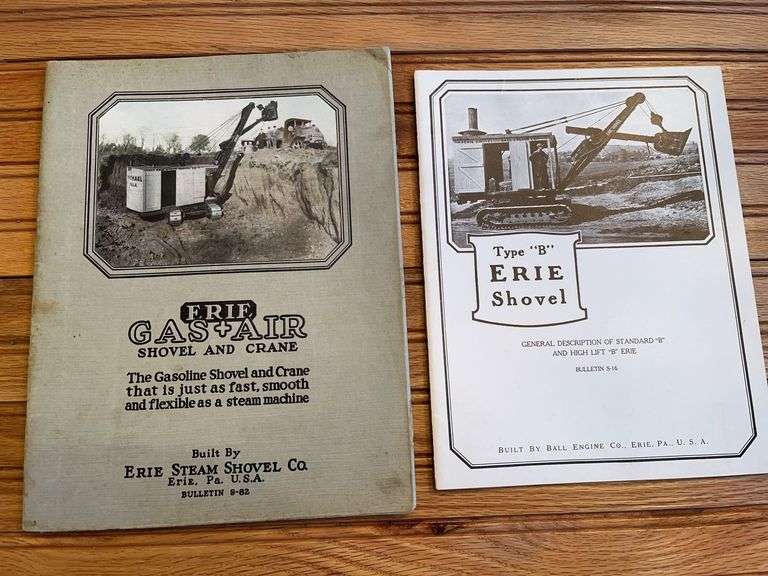 ERIE
GAS+AIR
SHOVEL AND CRANE
The Gasoline Shovel and Crane
that is just as fast, smooth
and flexible as a steam machine
Built By
ERIE STEAM SHOVEL CO.
ERIE, PA. U.S.A.
BULLETIN 9-82
Type "B"
ERIE
Shovel
GENERAL DESCRIPTION OF STANDARD "B"
AND HIGH LIFT "B" ERIE
BULLETIN S-16
BUILT BY BALL ENGINE CO., ERIE, PA., U. S. A.